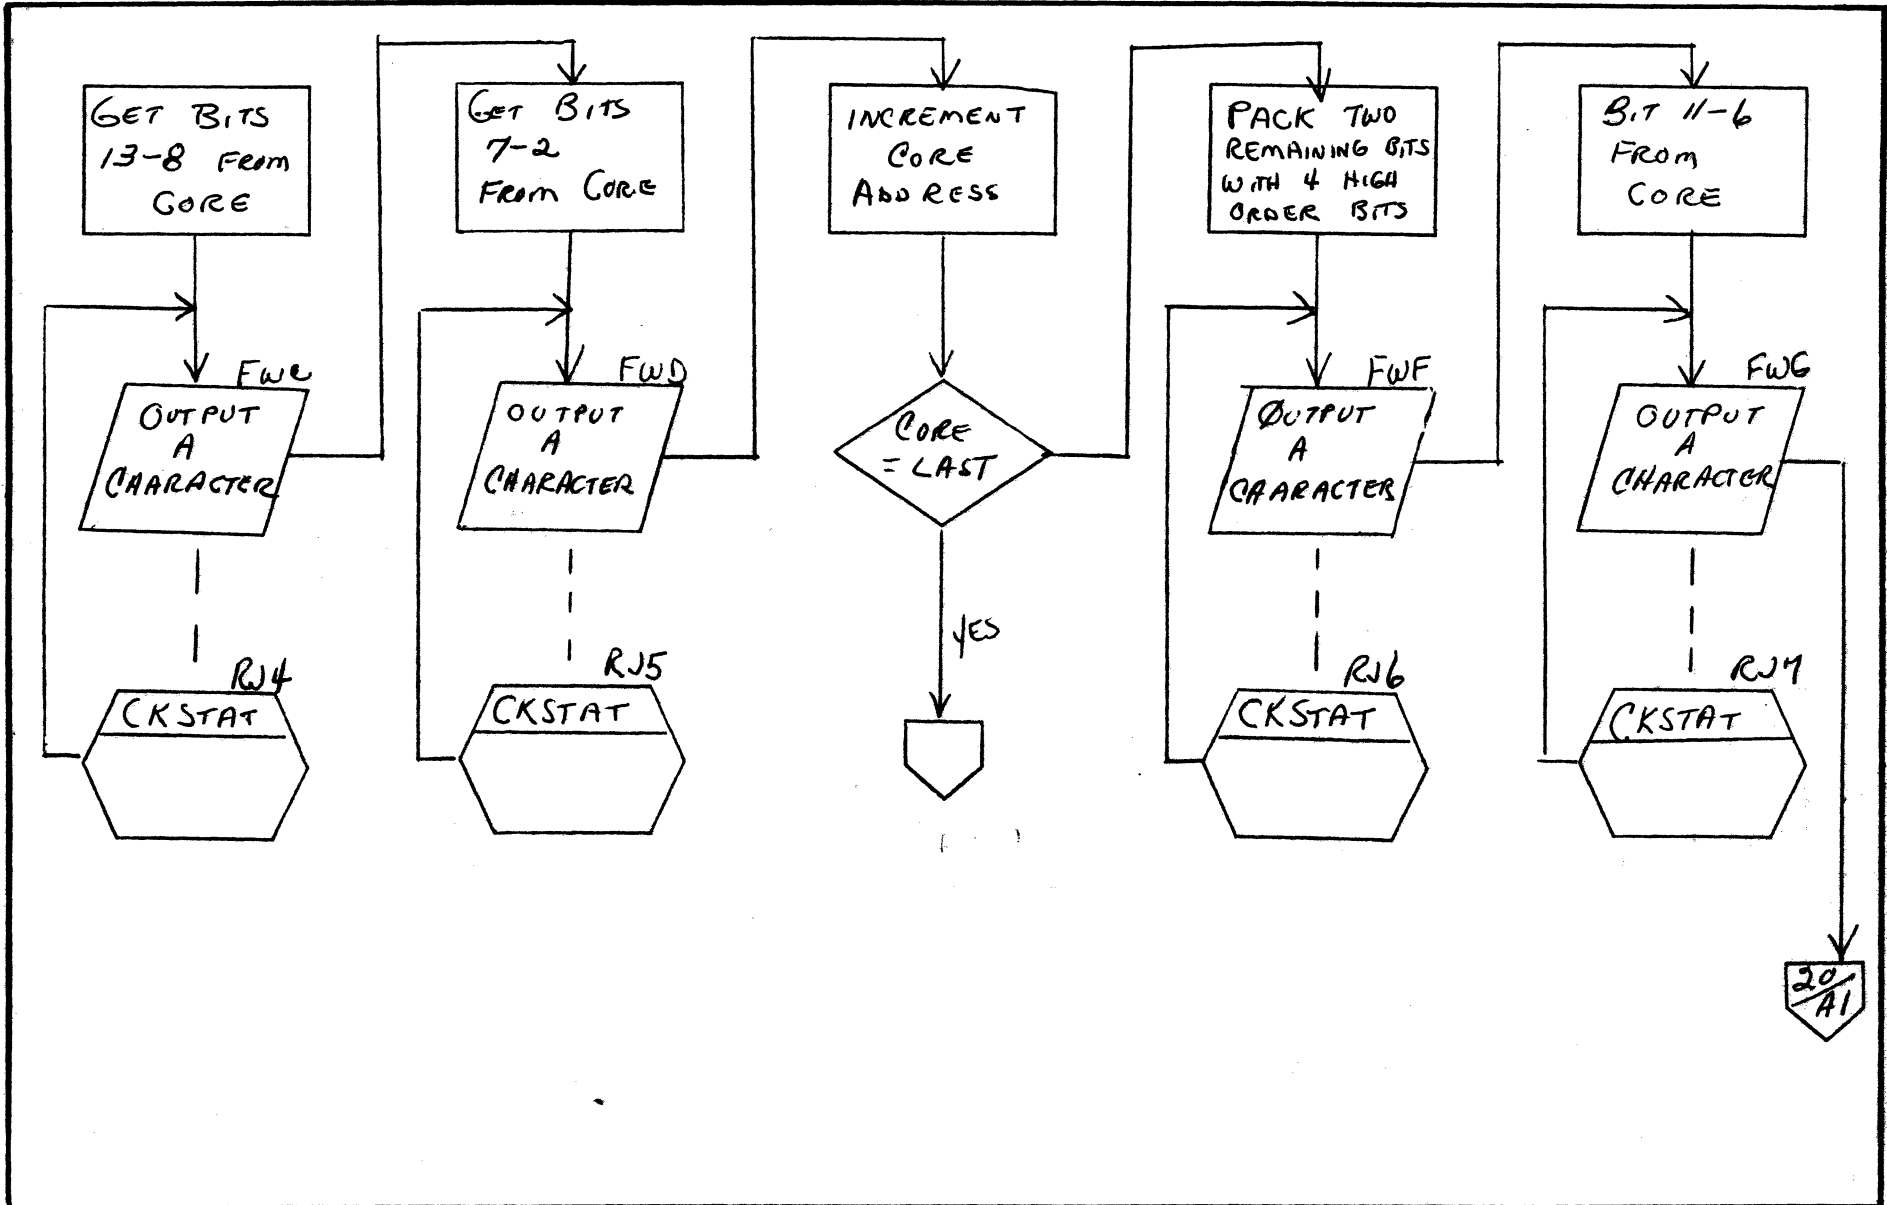 GET BITS
13-8 FROM
CORE
FWC
OUTPUT
A
CHARACTER
RJ4
CKSTAT
GET BITS
7-2
FROM CORE
FWD
OUTPUT
A
CHARACTER
RJ5
CKSTAT
INCREMENT
CORE
ADDRESS
CORE
= LAST
YES
PACK TWO
REMAINING BITS
WITH 4 HIGH
ORDER BITS
FWF
OUTPUT
A
CHARACTER
RJ6
CKSTAT
BIT 11-6
FROM
CORE
FWG
OUTPUT
A
CHARACTER
RJ7
CKSTAT
20
A1